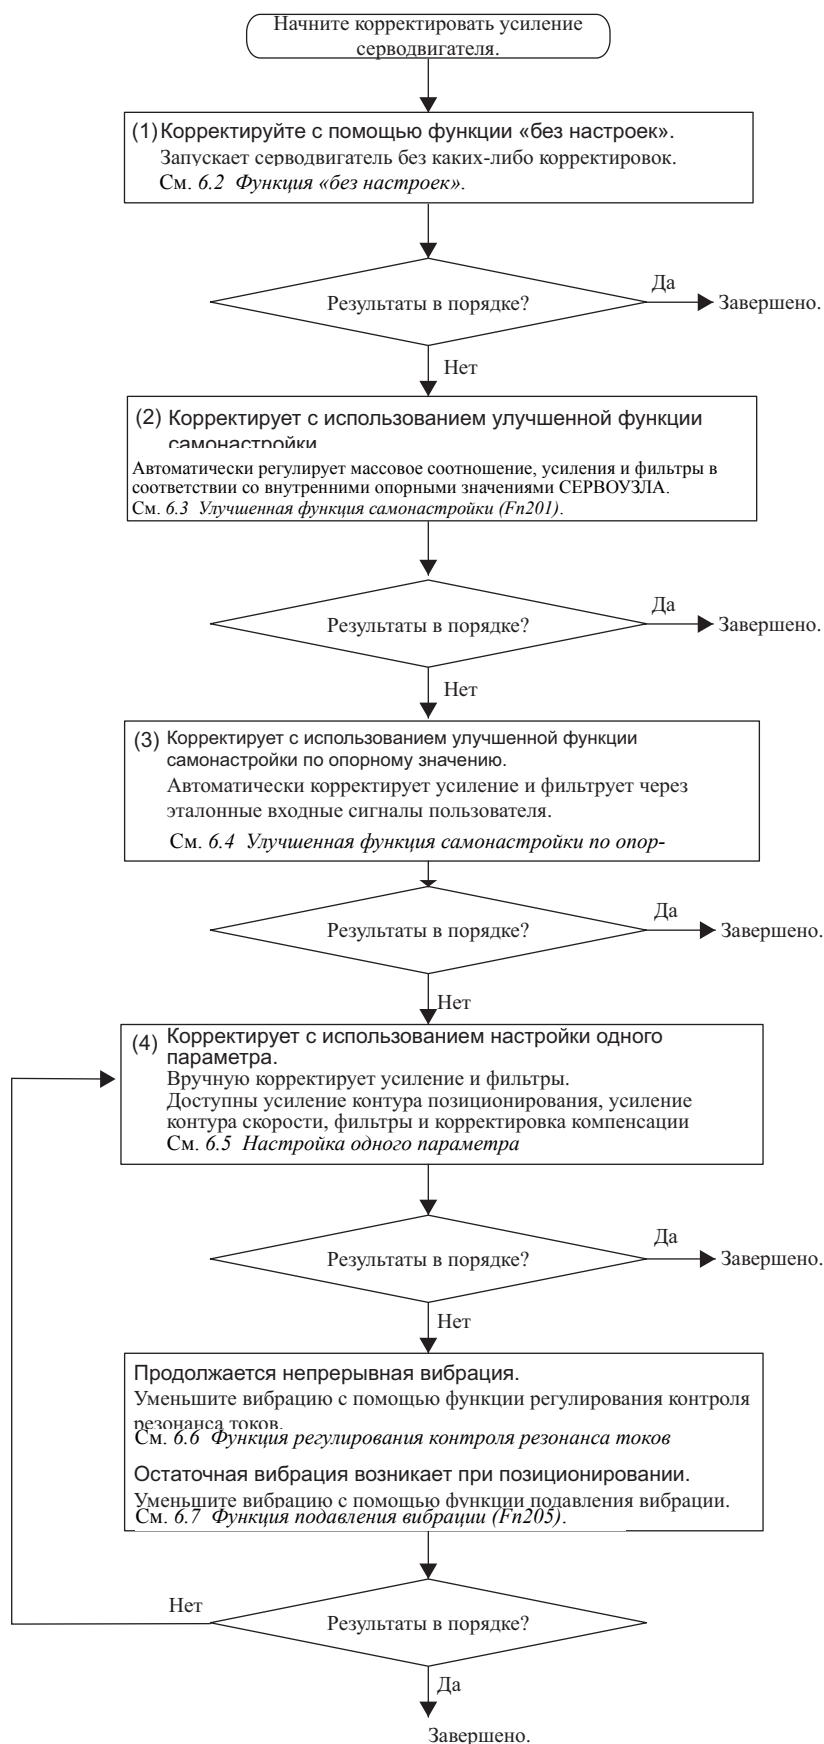 Начните корректировать усиление
серводвигателя.
(1) Корректируйте с помощью функции «без настроек».
Запускает серводвигатель без каких-либо корректировок.
См. 6.2 Функция «без настроек».
Результаты в порядке?
Да
Завершено.
Нет
(2) Корректирует с использованием улучшенной функции
самонастройки
Автоматически регулирует массовое соотношение, усиления и фильтры в
соответствии со внутренними опорными значениями СЕРВОУЗЛА.
См. 6.3 Улучшенная функция самонастройки (Fn201).
Результаты в порядке?
Да
Завершено.
Нет
(3) Корректирует с использованием улучшенной функции
самонастройки по опорному значению.
Автоматически корректирует усиление и фильтрует через
эталонные входные сигналы пользователя.
См. 6.4 Улучшенная функция самонастройки по опор-
Результаты в порядке?
Да
Завершено.
Нет
(4) Корректирует с использованием настройки одного
параметра.
Вручную корректирует усиление и фильтры.
Доступны усиление контура позиционирования, усиление
контура скорости, фильтры и корректировка компенсации
См. 6.5 Настройка одного параметра
Результаты в порядке?
Да
Завершено.
Нет
Продолжается непрерывная вибрация.
Уменьшите вибрацию с помощью функции регулирования контроля
резонанса токов.
См. 6.6 Функция регулирования контроля резонанса токов
Остаточная вибрация возникает при позиционировании.
Уменьшите вибрацию с помощью функции подавления вибрации.
См. 6.7 Функция подавления вибрации (Fn205).
Нет
Результаты в порядке?
Да
Завершено.